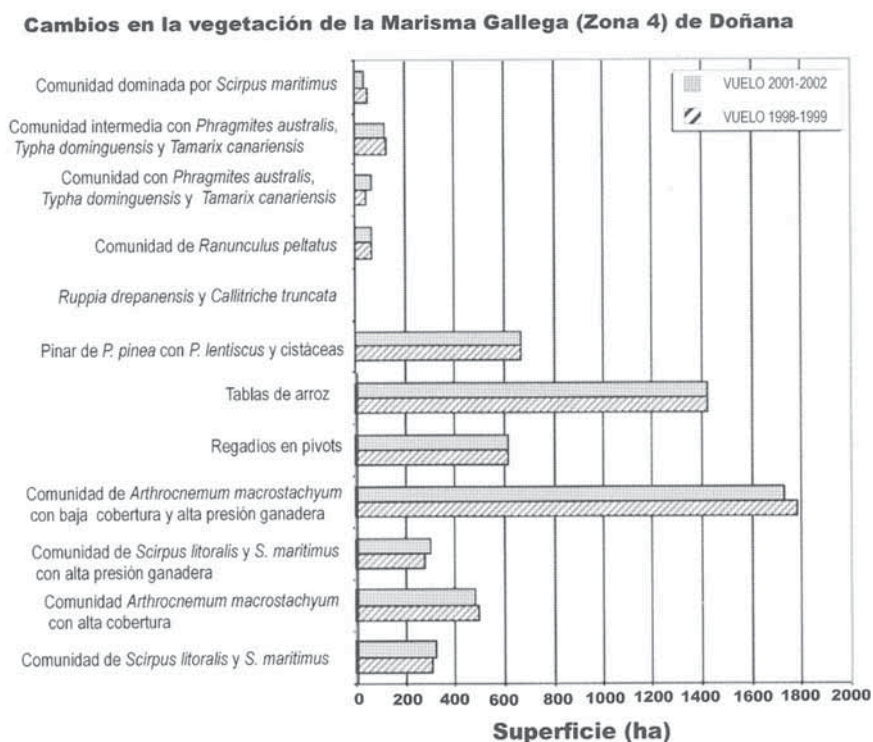 Cambios en la vegetación de la Marisma Gallega (Zona 4) de Doñana
VUELO 2001-2002
VUELO 1998-1999
Comunidad dominada por Scirpus maritimus
Comunidad intermedia con Phragmites australis,
Typha dominguensis y Tamarix canariensis
Comunidad con Phragmites australis,
Typha dominguensis y Tamarix canariensis
Comunidad de Ranunculus peltatus
Ruppia drepanensis y Callitriche truncata
Pinar de P. pinea con P. lentiscus y cistáceas
Tablas de arroz
Regadios en pivots
Comunidad de Arthrocnemum macrostachyum
con baja cobertura y alta presión ganadera
Comunidad de Scirpus litoralis y S. maritimus
con alta presión ganadera
Comunidad Arthrocnemum macrostachyum
con alta cobertura
Comunidad de Scirpus litoralis y S. maritimus
0 200 400 600 800 1000 1200 1400 1600 1800 2000
Superficie (ha)